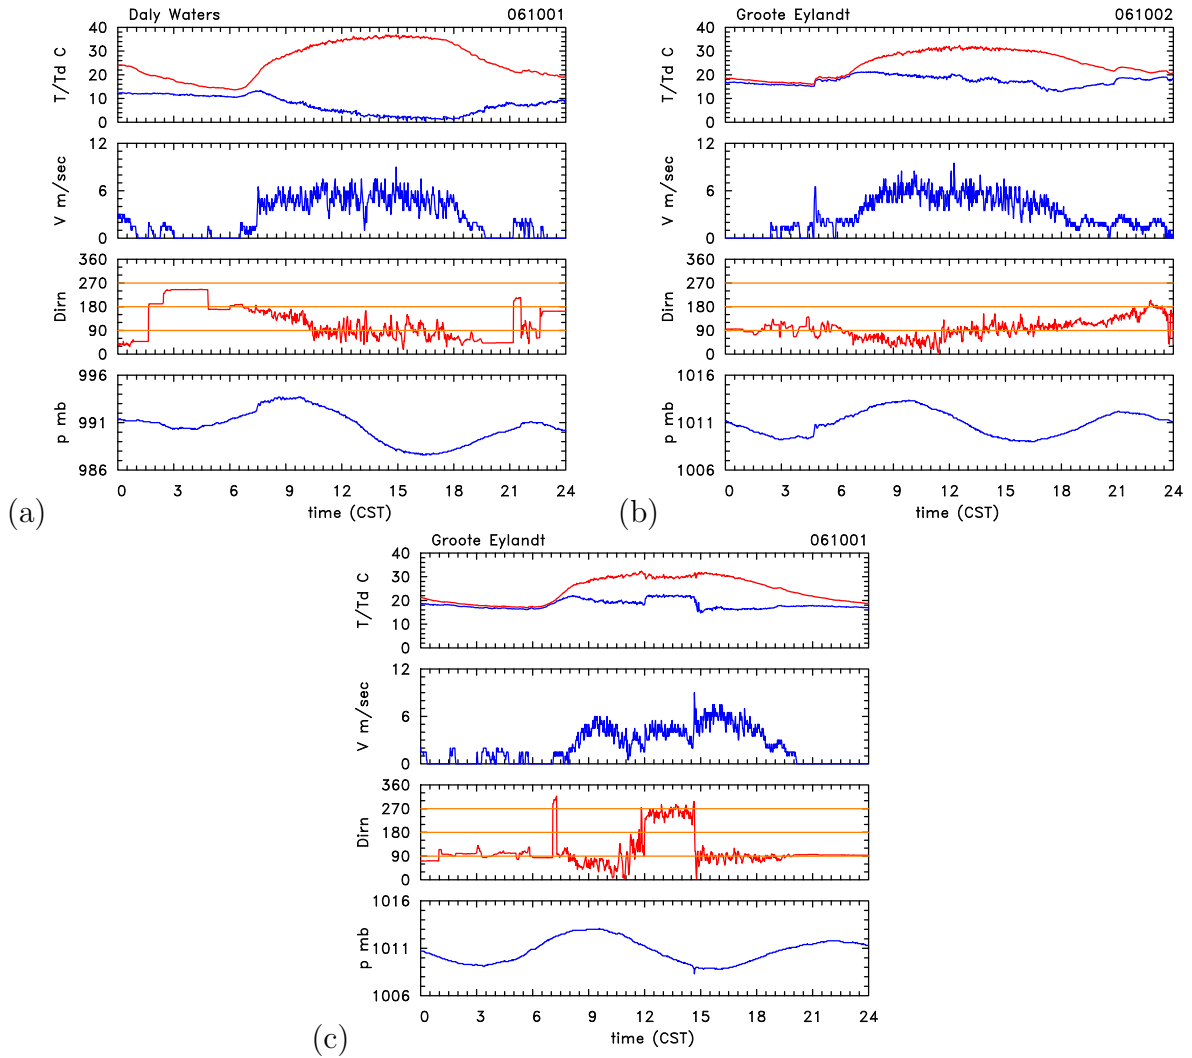 Daly Waters 061001
T/Td C
40
30
20
10
0
V m/sec
12
6
0
Dirn
360
270
180
90
0
p mb
996
991
986
0 3 6 9 12 15 18 21 24
time (CST)
(a)
Groote Eylandt 061002
T/Td C
40
30
20
10
0
V m/sec
12
6
0
Dirn
360
270
180
90
0
p mb
1016
1011
1006
0 3 6 9 12 15 18 21 24
time (CST)
(b)
Groote Eylandt 061001
T/Td C
40
30
20
10
0
V m/sec
12
6
0
Dirn
360
270
180
90
0
p mb
1016
1011
1006
0 3 6 9 12 15 18 21 24
time (CST)
(c)